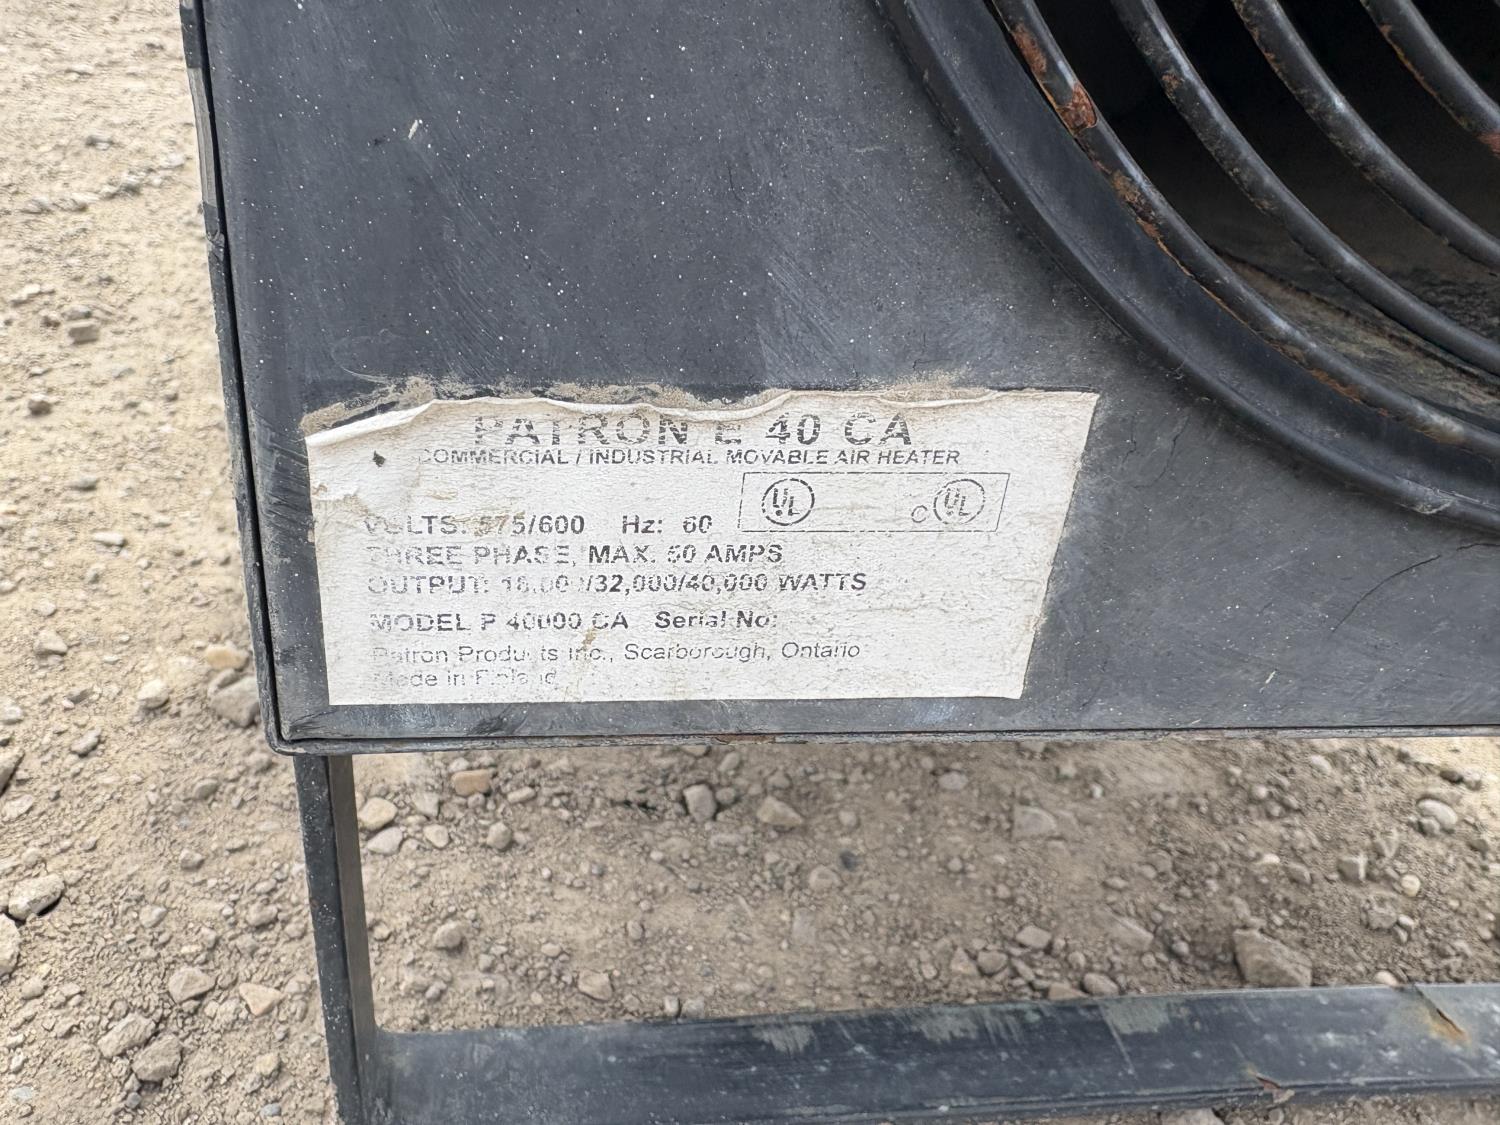 PATRON E 40 CA
COMMERCIAL / INDUSTRIAL MOVABLE AIR HEATER
UL C UL
VOLTS: 575/600 Hz: 60
THREE PHASE, MAX. 50 AMPS
OUTPUT: /32,000/40,000 WATTS
MODEL P 40000 CA Serial No:
Patron Products Inc., Scarborough, Ontario
Made in Finland